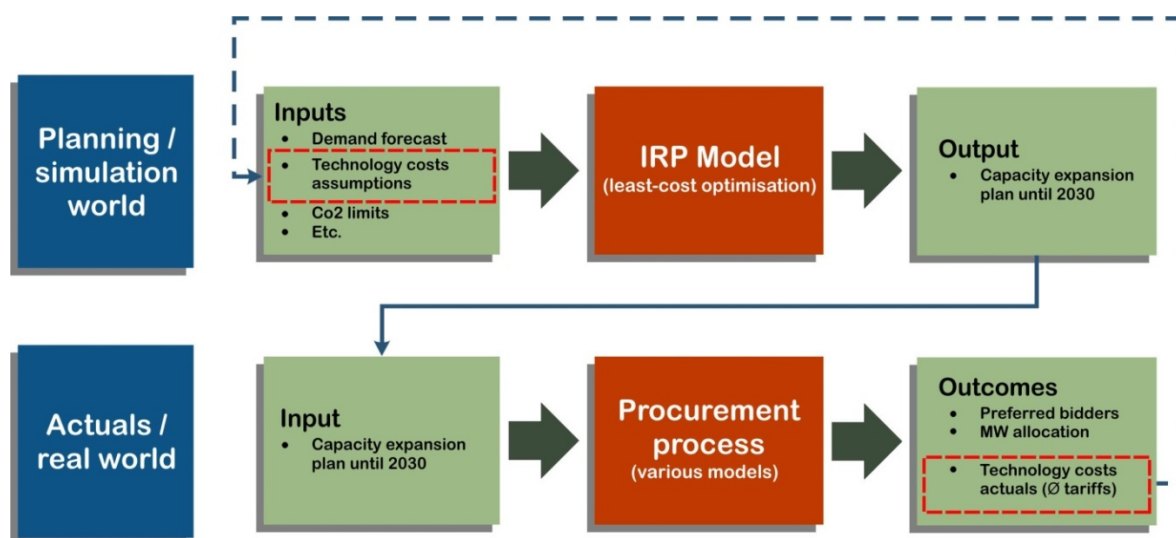 Planning /
simulation
world
Inputs
• Demand forecast
• Technology costs
assumptions
• Co2 limits
• Etc.
IRP Model
(least-cost optimisation)
Output
• Capacity expansion
plan until 2030
Actuals /
real world
Input
• Capacity expansion
plan until 2030
Procurement
process
(various models)
Outcomes
• Preferred bidders
• MW allocation
• Technology costs
actuals (Ø tariffs)